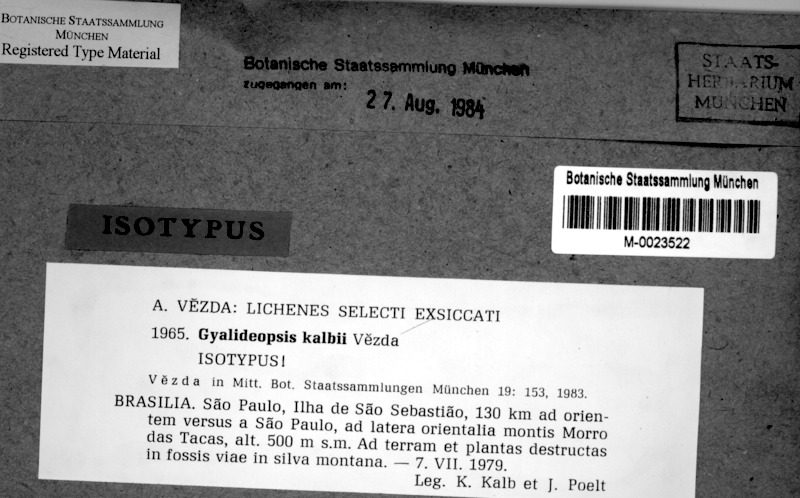 BOTANISCHE STAATSSAMMLUNG
MÜNCHEN
Registered Type Material
Botanische Staatssammlung München
zugegangen am:
27. Aug. 1984
STAATS-
HERBARIUM
MÜNCHEN
Botanische Staatssammlung München
M-0023522
ISOTYPUS
A. VĚZDA: LICHENES SELECTI EXSICCATI
1965. Gyalideopsis kalbii Vězda
ISOTYPUS!
Vězda in Mitt. Bot. Staatssammlungen München 19: 153, 1983.
BRASILIA. São Paulo, Ilha de São Sebastião, 130 km ad orien-
tem versus a São Paulo, ad latera orientalia montis Morro
das Tacas, alt. 500 m s.m. Ad terram et plantas destructas
in fossis viae in silva montana. — 7. VII. 1979.
Leg. K. Kalb et J. Poelt